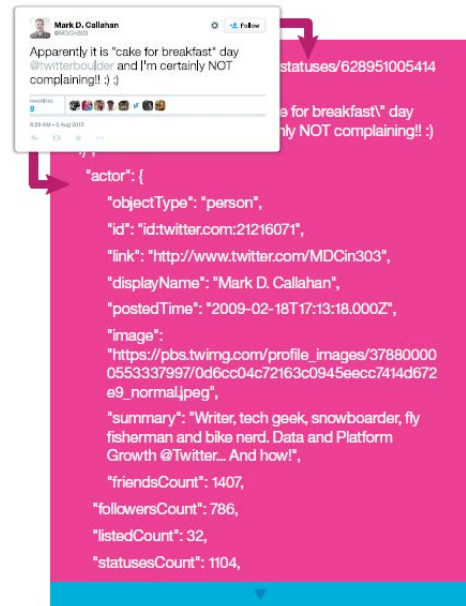 Mark D. Callahan
@MDCin303
Follow
Apparently it is "cake for breakfast" day
@twitterboulder and I'm certainly NOT
complaining!! :) :)
FAVORITES
8
8:29 AM - 5 Aug 2015
statuses/628951005414
e for breakfast\" day
nly NOT complaining!! :)
"actor": {
"objectType": "person",
"id": "id:twitter.com:21216071",
"link": "http://www.twitter.com/MDCin303",
"displayName": "Mark D. Callahan",
"postedTime": "2009-02-18T17:13:18.000Z",
"image":
"https://pbs.twimg.com/profile_images/37880000
0553337997/0d6cc04c72163c0945eecc7414d672
e9_normal.jpeg",
"summary": "Writer, tech geek, snowboarder, fly
fisherman and bike nerd. Data and Platform
Growth @Twitter... And how!",
"friendsCount": 1407,
"followersCount": 786,
"listedCount": 32,
"statusesCount": 1104,